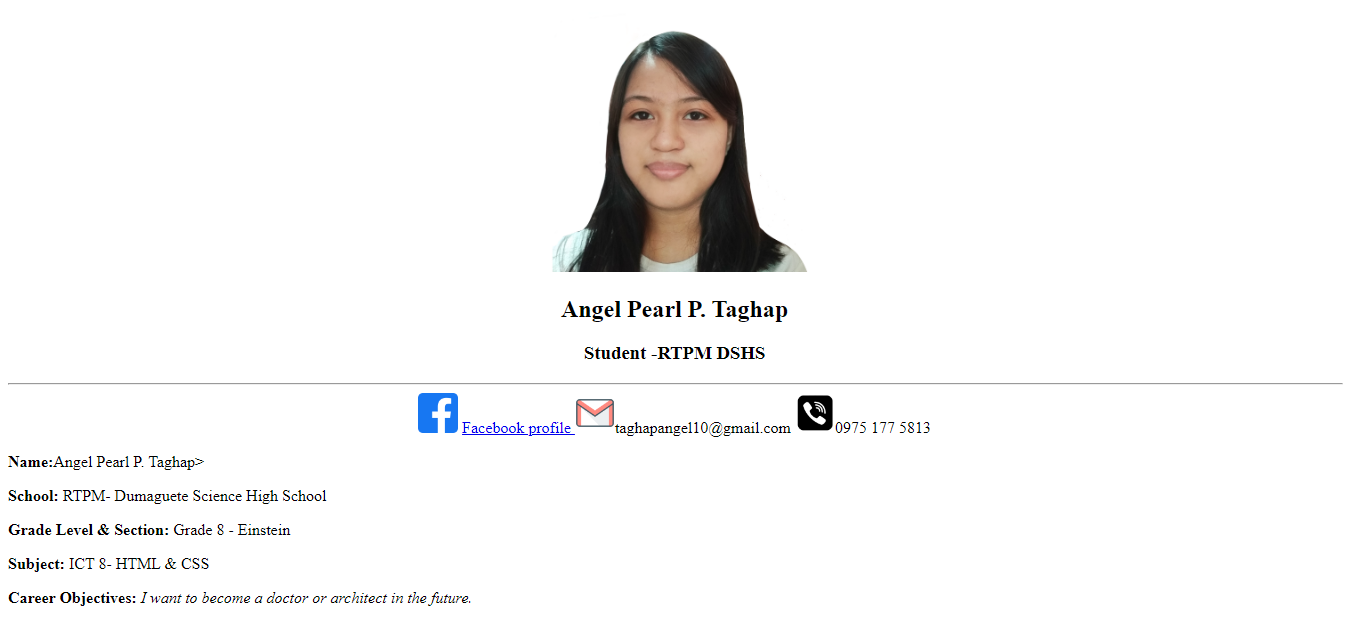 Angel Pearl P. Taghap
Student -RTPM DSHS
Facebook profile taghapangel10@gmail.com 0975 177 5813
Name:Angel Pearl P. Taghap>
School: RTPM- Dumaguete Science High School
Grade Level & Section: Grade 8 - Einstein
Subject: ICT 8- HTML & CSS
Career Objectives: I want to become a doctor or architect in the future.